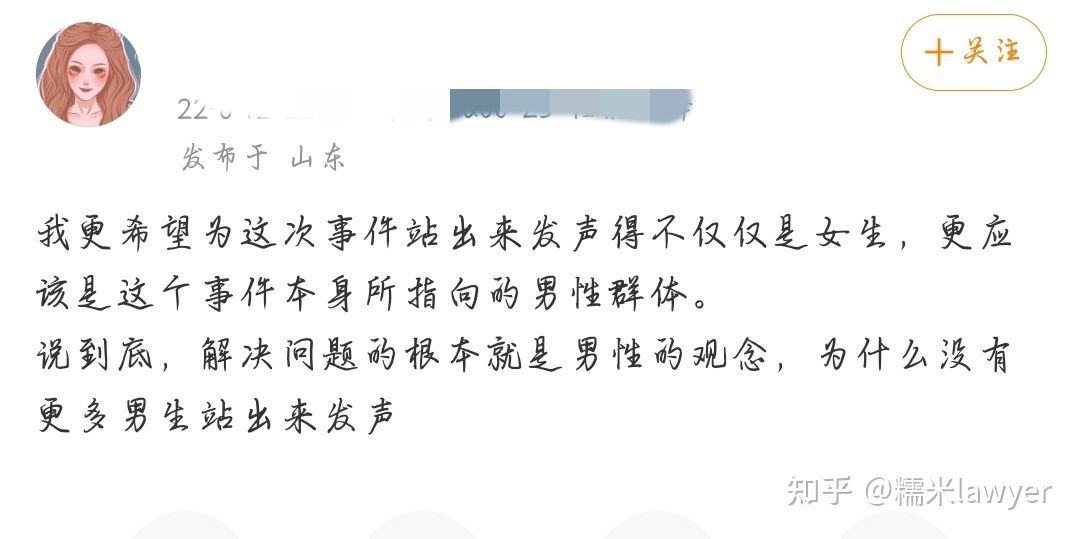 +关注
发布于 山东
我更希望为这次事件站出来发声得不仅仅是女生，更应
该是这个事件本身所指向的男性群体。
说到底，解决问题的根本就是男性的观念，为什么没有
更多男生站出来发声
知乎 @糯米lawyer